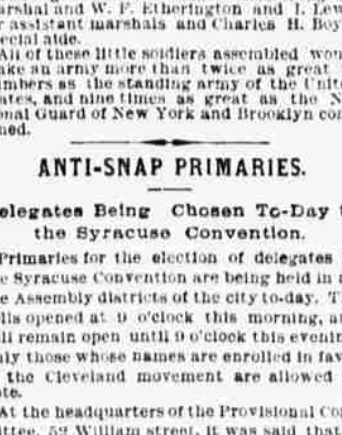 arshal and W. P. Etherington and I. Lew
r assistant marshals and Charles H. Boy
ecial aide.
All of these little soldiers assembled wou
ake an army more than twice as great
mbers as the standing army of the Unite
ates, and nine times as great as the N
onal Guard of New York and Brooklyn co
ned.
ANTI-SNAP PRIMARIES.
elegates Being Chosen To-Day
the Syracuse Convention.
Primaries for the election of delegates
e Syracuse Convention are being held in a
e Assembly districts of the city to-day. T
lls opened at 9 o'clock this morning, a
ill remain open until 9 o'clock this evenin
nly those whose names are enrolled in fav
the Cleveland movement are allowed
te.
At the headquarters of the Provisional Co
ittee, 52 William street, it was said that